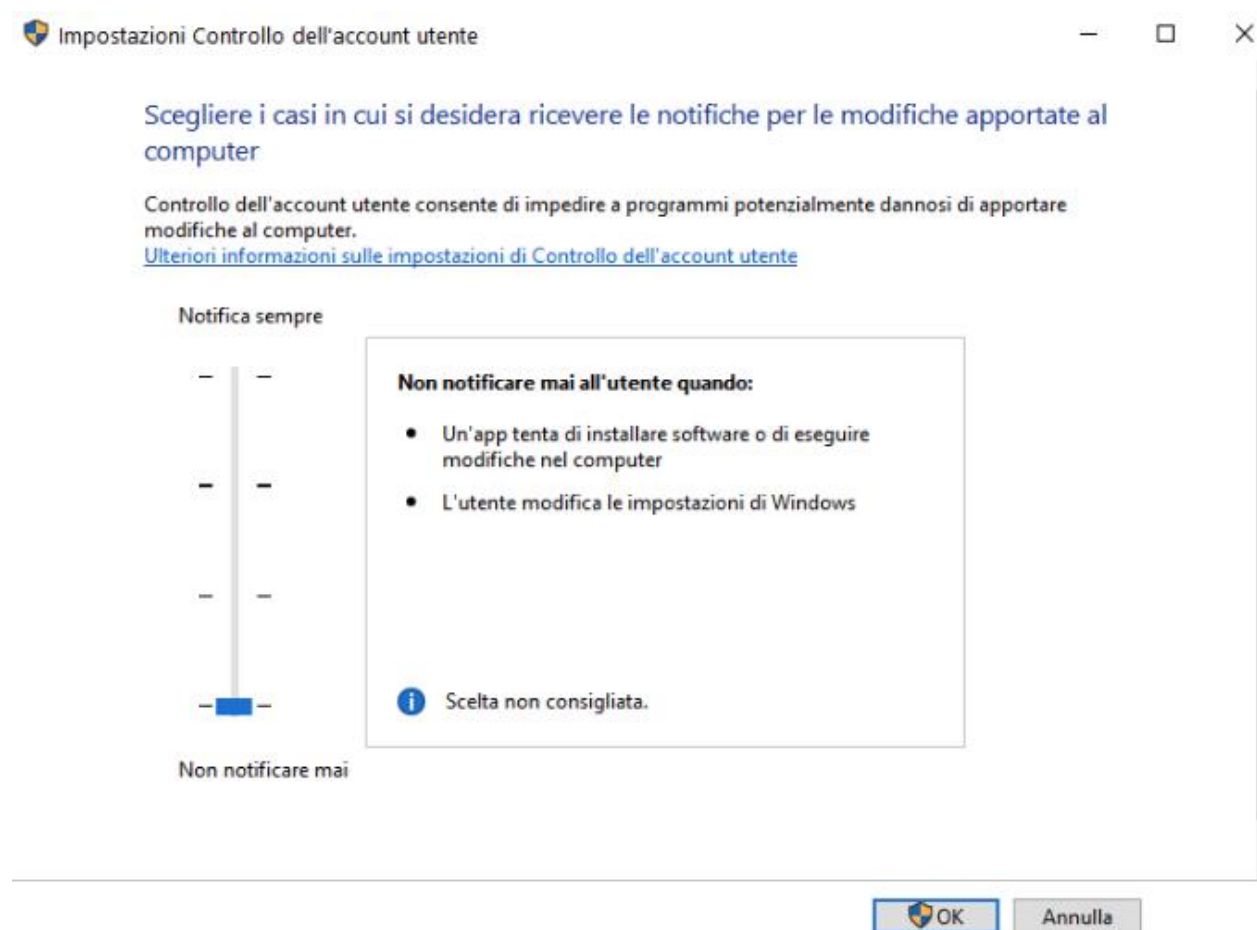 Impostazioni Controllo dell'account utente
Scegliere i casi in cui si desidera ricevere le notifiche per le modifiche apportate al
computer
Controllo dell'account utente consente di impedire a programmi potenzialmente dannosi di apportare
modifiche al computer.
Ulteriori informazioni sulle impostazioni di Controllo dell'account utente
Notifica sempre
Non notificare mai all'utente quando:
Un'app tenta di installare software o di eseguire
modifiche nel computer
L'utente modifica le impostazioni di Windows
Scelta non consigliata.
Non notificare mai
OK
Annulla